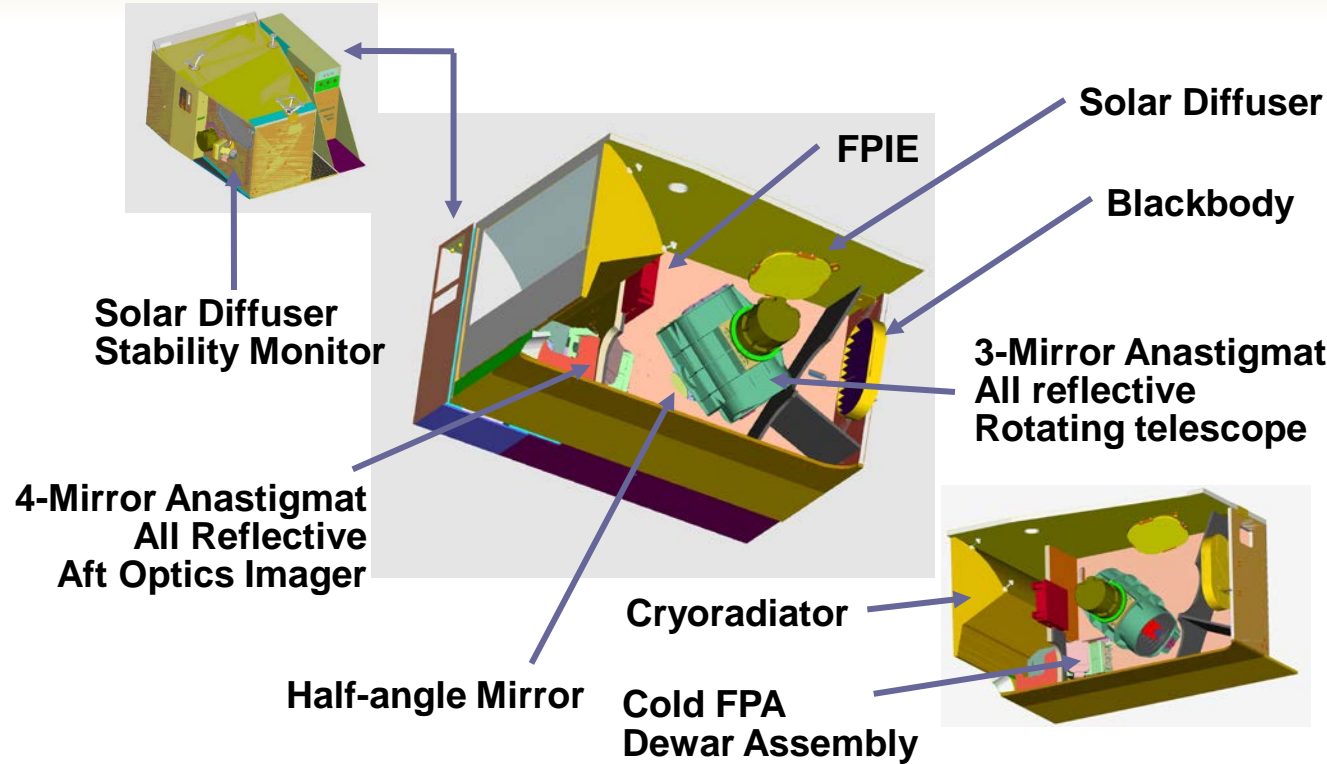 Solar Diffuser
FPIE
Blackbody
Solar Diffuser
Stability Monitor
3-Mirror Anastigmat
All reflective
Rotating telescope
4-Mirror Anastigmat
All Reflective
Aft Optics Imager
Cryoradiator
Half-angle Mirror
Cold FPA
Dewar Assembly